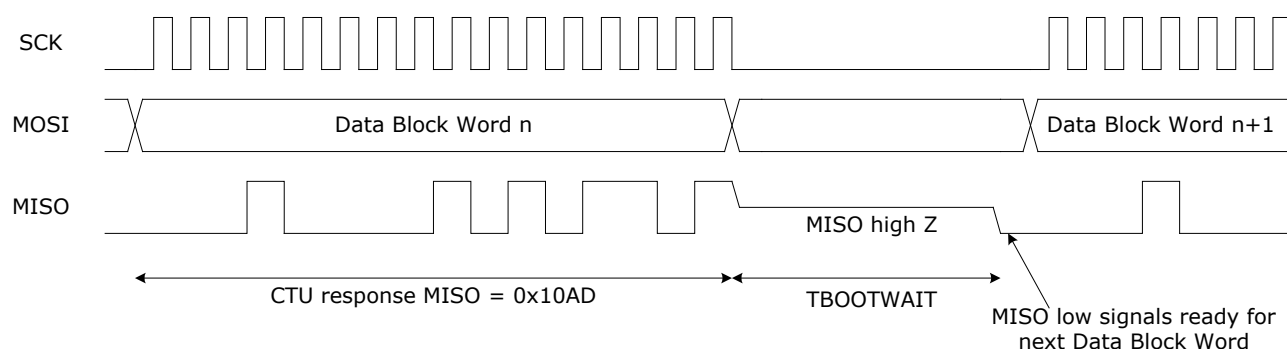 SCK
MOSI
Data Block Word n
Data Block Word n+1
MISO
MISO high Z
CTU response MISO = 0x10AD
TBOOTWAIT
MISO low signals ready for
next Data Block Word